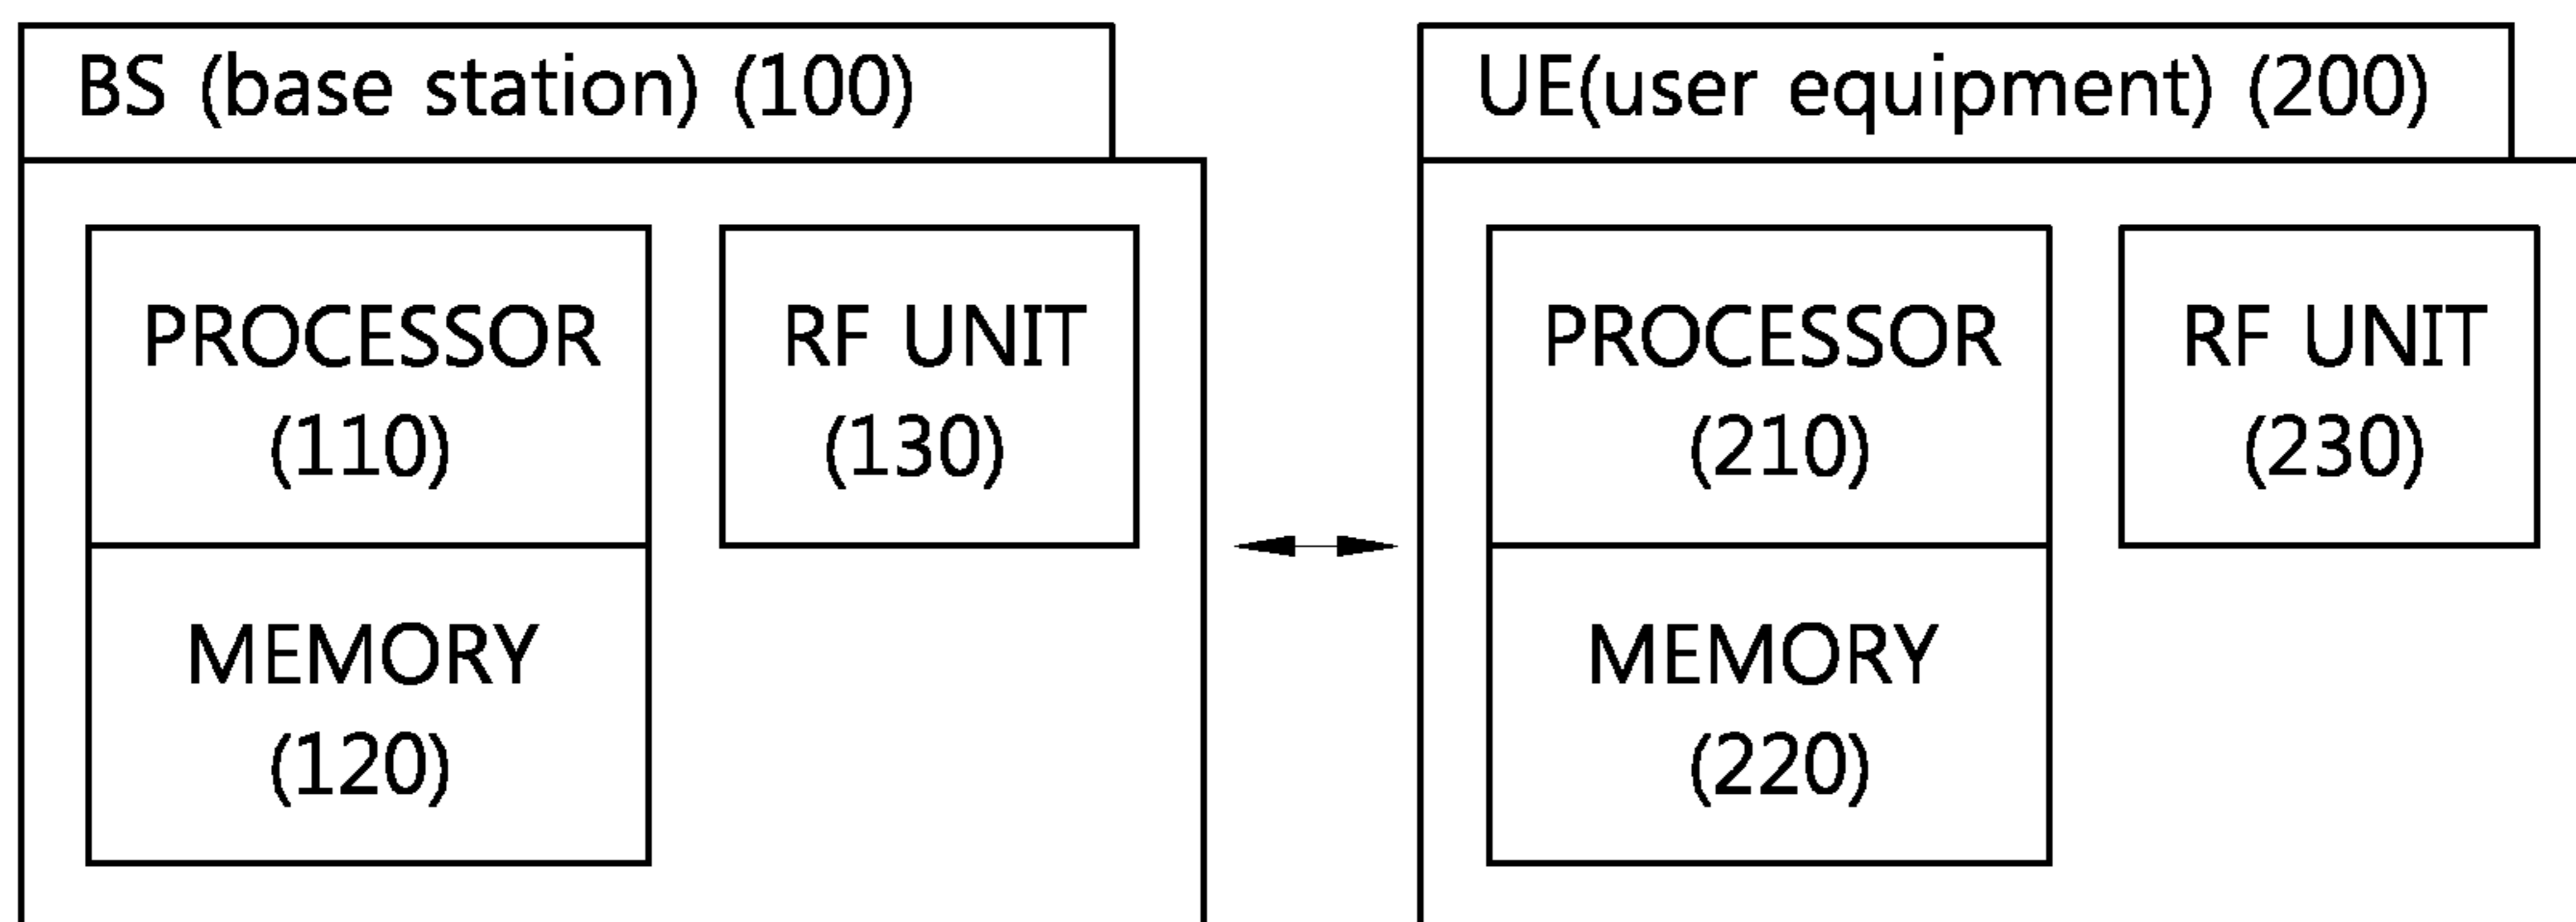 BS (base station) (100)
PROCESSOR
(110)
RF UNIT
(130)
MEMORY
(120)
UE(user equipment) (200)
PROCESSOR
(210)
RF UNIT
(230)
MEMORY
(220)